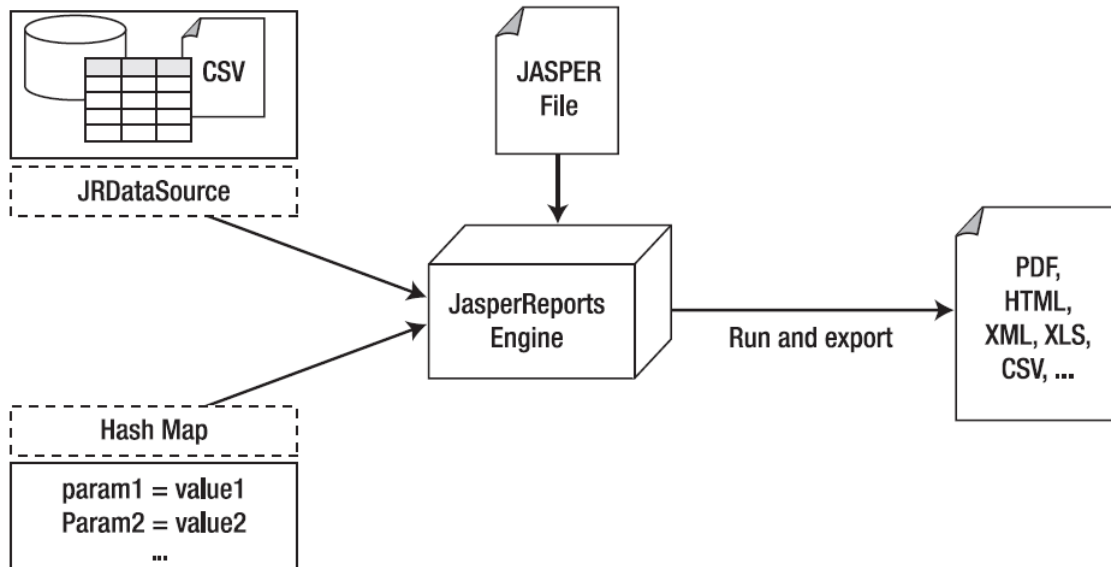 CSV
JRDataSource
JASPER
File
JasperReports
Engine
Run and export
PDF,
HTML,
XML, XLS,
CSV, ...
Hash Map
param1 = value1
Param2 = value2
...